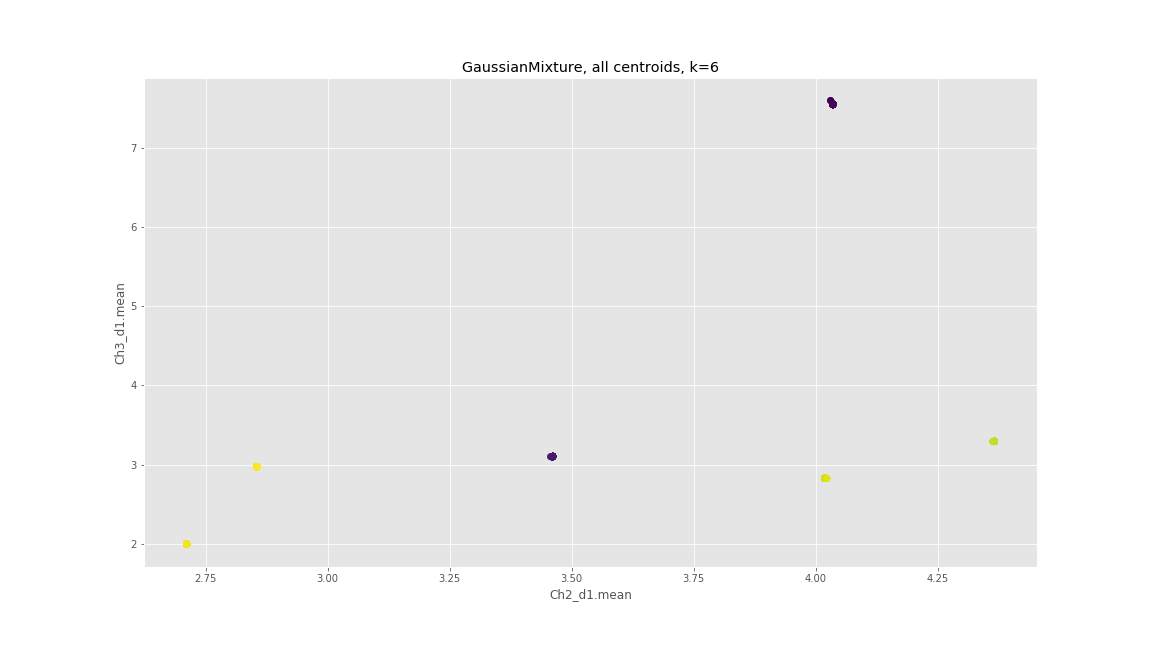 GaussianMixture, all centroids, k=6
7
6
5
4
3
2
Ch3_d1.mean
2.75 3.00 3.25 3.50 3.75 4.00 4.25
Ch2_d1.mean